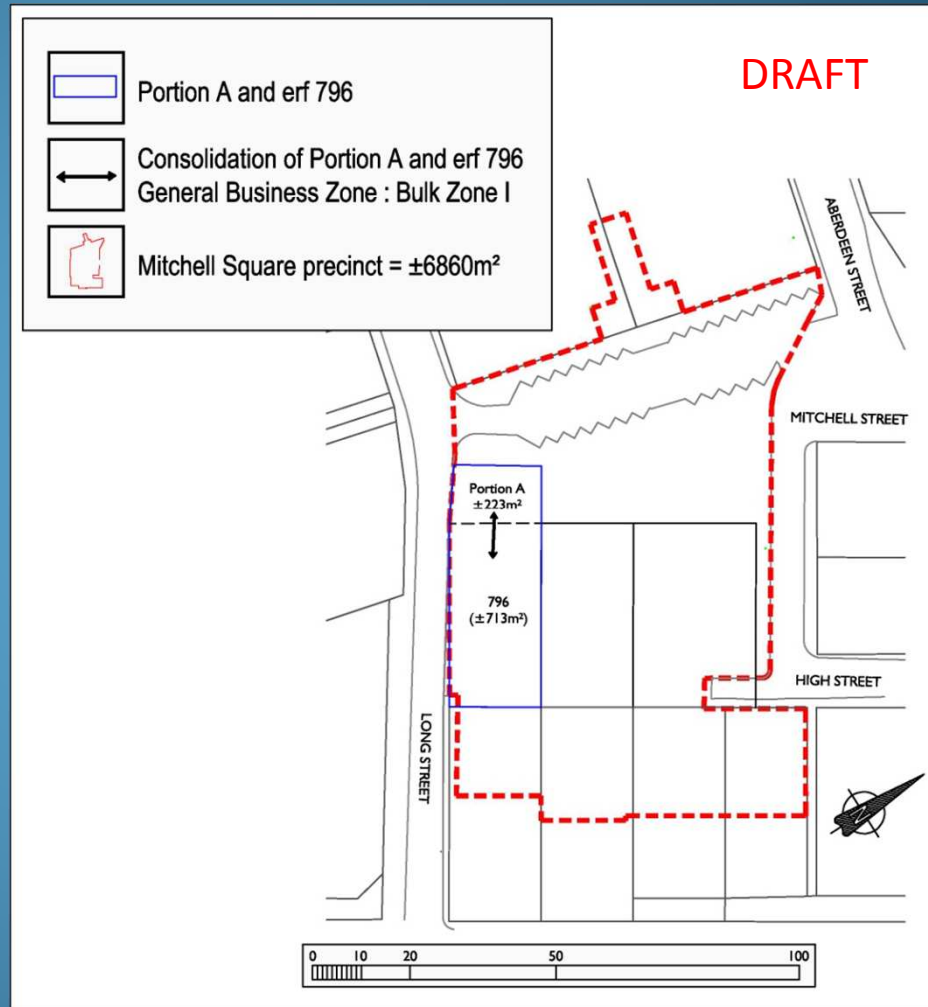 DRAFT
Portion A and erf 796
Consolidation of Portion A and erf 796
General Business Zone : Bulk Zone I
Mitchell Square precinct = ±6860m²
ABERDEEN STREET
MITCHELL STREET
Portion A
±223m²
796
(±713m²)
HIGH STREET
LONG STREET
N
0 10 20 50 100